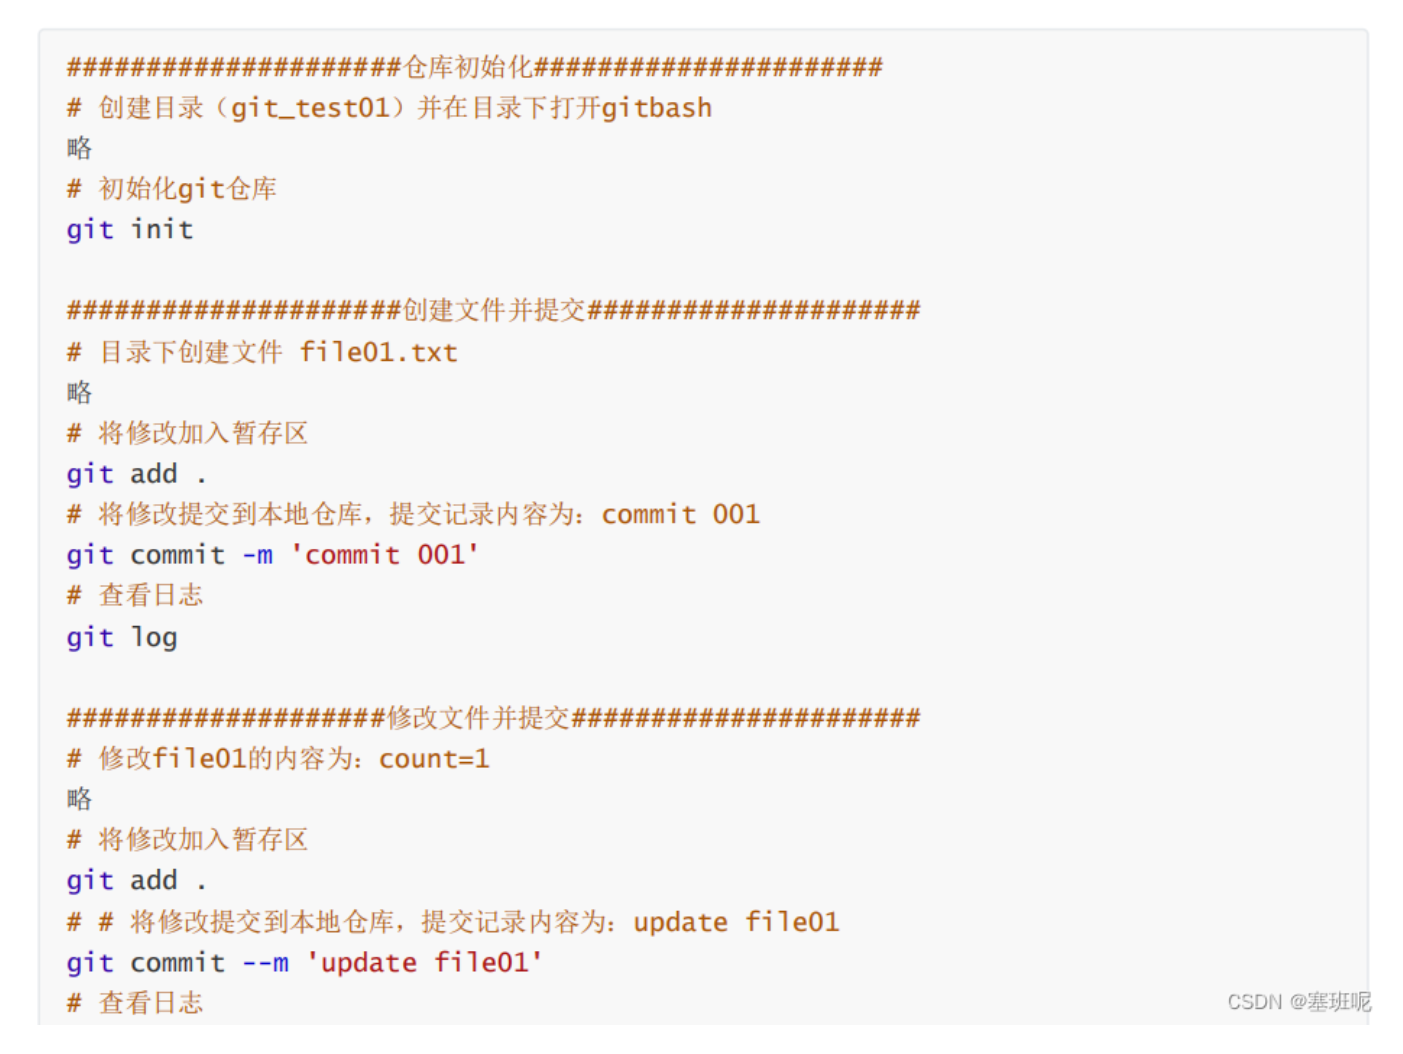 #####################仓库初始化######################
# 创建目录（git_test01）并在目录下打开gitbash
略
# 初始化git仓库
git init
#####################创建文件并提交#####################
# 目录下创建文件 file01.txt
略
# 将修改加入暂存区
git add .
# 将修改提交到本地仓库，提交记录内容为：commit 001
git commit -m 'commit 001'
# 查看日志
git log
####################修改文件并提交######################
# 修改file01的内容为：count=1
略
# 将修改加入暂存区
git add .
# # 将修改提交到本地仓库，提交记录内容为：update file01
git commit --m 'update file01'
# 查看日志
CSDN @塞班呢